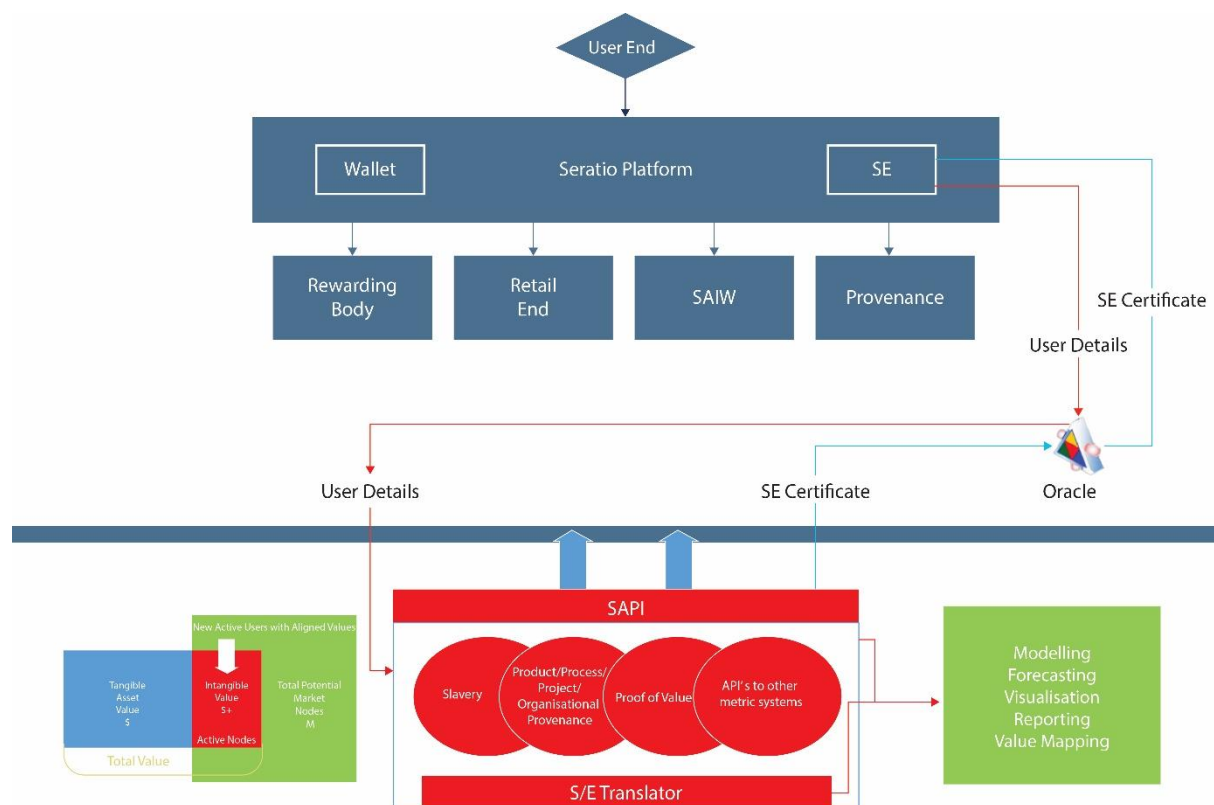 User End
Wallet
Seratio Platform
SE
Rewarding
Body
Retail
End
SAIW
Provenance
SE Certificate
User Details
User Details
SE Certificate
Oracle
New Active Users with Aligned Values
Tangible
Asset
Value
$
Intangible
Value
S+
Active Nodes
Total Potential
Market
Nodes
M
Total Value
SAPI
Slavery
Product/Process/
Project/
Organisational
Provenance
Proof of Value
API's to other
metric systems
S/E Translator
Modelling
Forecasting
Visualisation
Reporting
Value Mapping